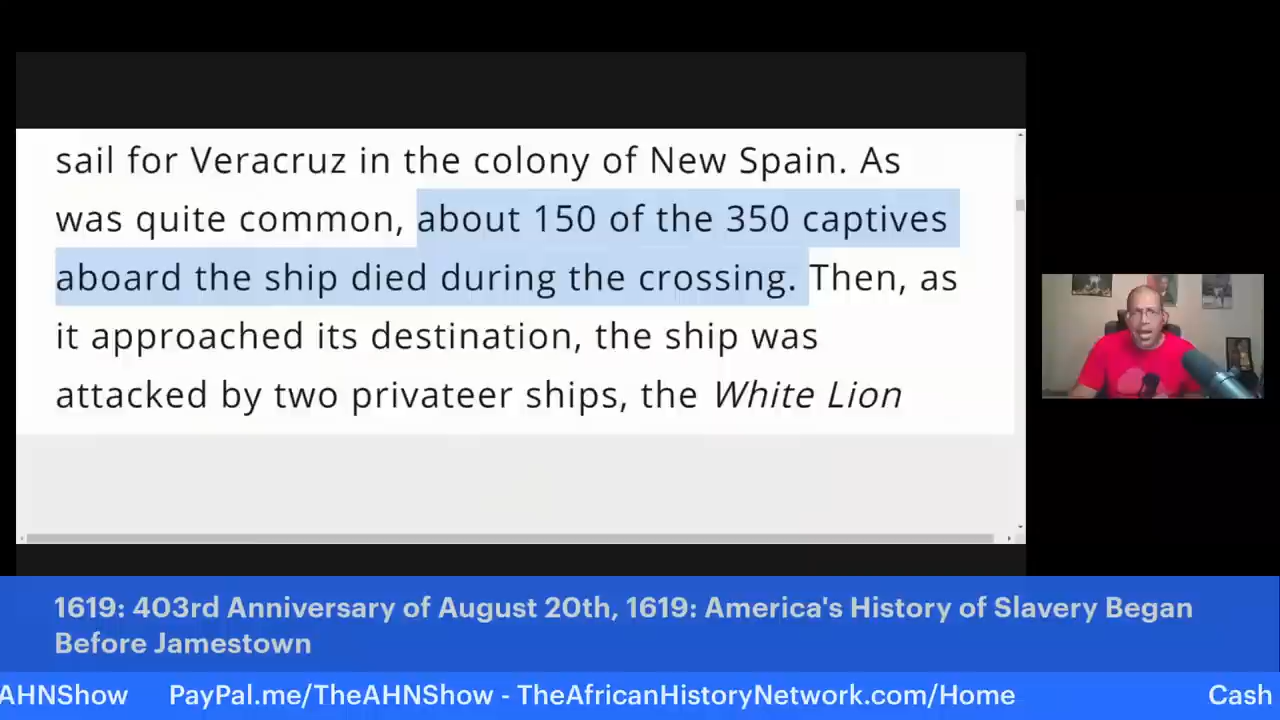 sail for Veracruz in the colony of New Spain. As
was quite common, about 150 of the 350 captives
aboard the ship died during the crossing. Then, as
it approached its destination, the ship was
attacked by two privateer ships, the White Lion
1619: 403rd Anniversary of August 20th, 1619: America's History of Slavery Began
Before Jamestown
AHNShow PayPal.me/TheAHNShow - TheAfricanHistoryNetwork.com/Home Cash